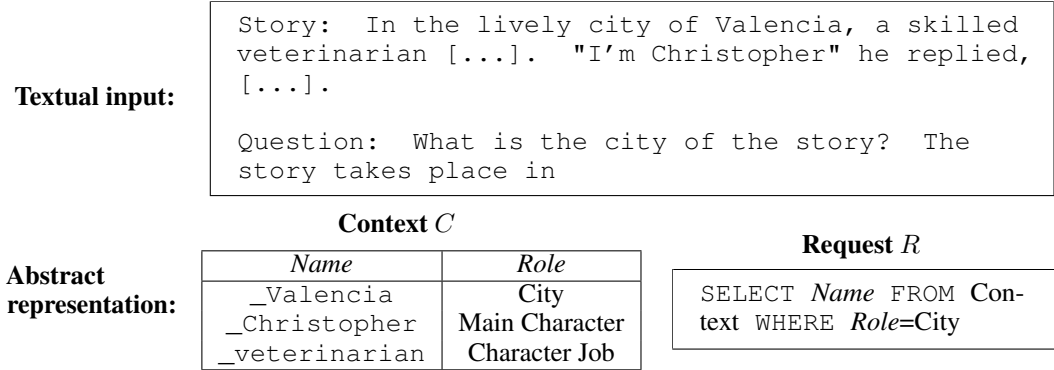 Textual input:
Story: In the lively city of Valencia, a skilled
veterinarian [...]. "I'm Christopher" he replied,
[...].
Question: What is the city of the story? The
story takes place in
Abstract
representation:
Context C
Name Role
_Valencia City
_Christopher Main Character
_veterinarian Character Job
Request R
SELECT Name FROM Con-
text WHERE Role=City